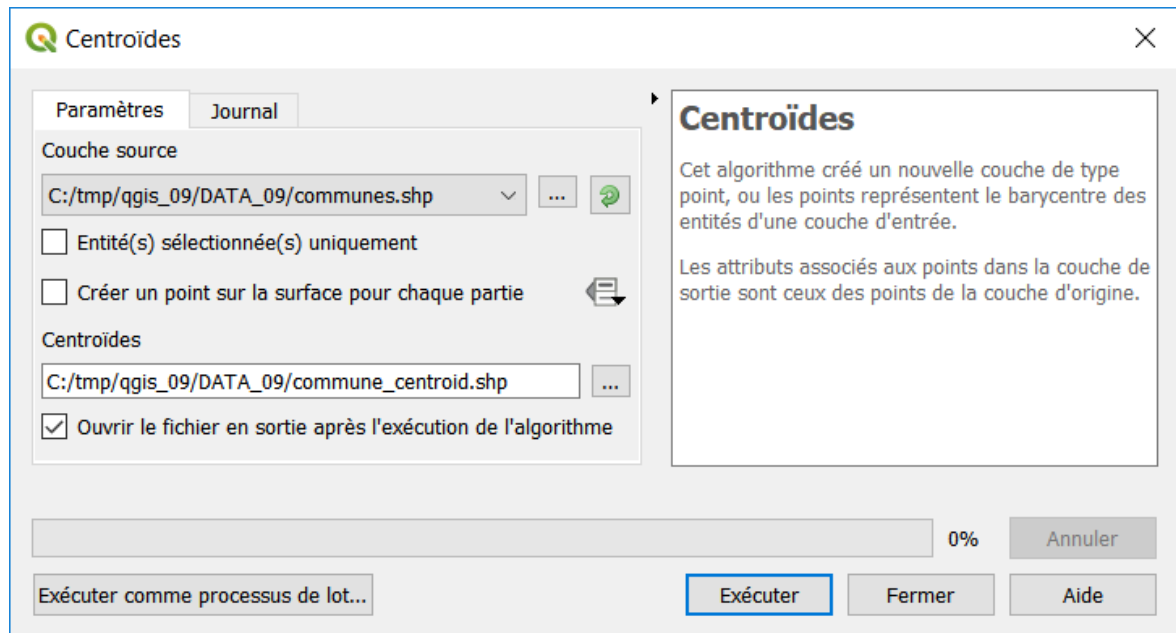 Centroïdes
Paramètres
Journal
Couche source
C:/tmp/qgis_09/DATA_09/communes.shp
...
Entité(s) sélectionnée(s) uniquement
Créer un point sur la surface pour chaque partie
Centroïdes
C:/tmp/qgis_09/DATA_09/commune_centroid.shp
...
Ouvrir le fichier en sortie après l'exécution de l'algorithme
Centroïdes
Cet algorithme créé un nouvelle couche de type
point, ou les points représentent le barycentre des
entités d'une couche d'entrée.
Les attributs associés aux points dans la couche de
sortie sont ceux des points de la couche d'origine.
0%
Annuler
Exécuter comme processus de lot...
Exécuter
Fermer
Aide